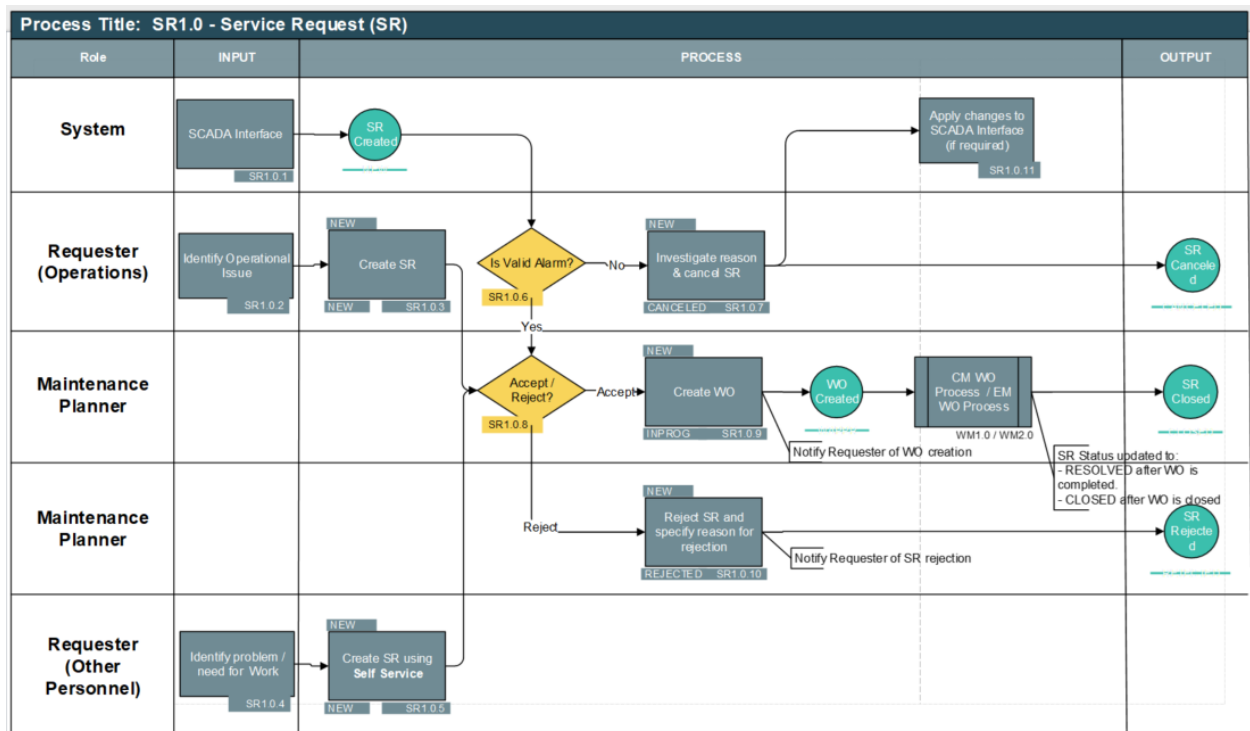 Process Title: SR1.0 - Service Request (SR)
Role
INPUT
PROCESS
OUTPUT
System
SCADA Interface
SR1.0.1
SR
Created
Apply changes to
SCADA Interface
(if required)
SR1.0.11
Requester
(Operations)
Identify Operational
Issue
SR1.0.2
NEW
Create SR
NEW
SR1.0.3
Is Valid Alarm?
SR1.0.6
No
Yes
NEW
Investigate reason
& cancel SR
CANCELED
SR1.0.7
SR
Cancele
d
Maintenance
Planner
Accept /
Reject?
SR1.0.8
Accept
NEW
Create WO
INPROG
SR1.0.9
WO
Created
Notify Requester of WO creation
CM WO
Process / EM
WO Process
WM1.0 / WM2.0
SR
Closed
SR Status updated to:
- RESOLVED after WO is
completed.
- CLOSED after WO is closed
Maintenance
Planner
Reject
NEW
Reject SR and
specify reason for
rejection
REJECTED
SR1.0.10
Notify Requester of SR rejection
SR
Rejecte
d
Requester
(Other
Personnel)
Identify problem /
need for Work
SR1.0.4
NEW
Create SR using
Self Service
NEW
SR1.0.5